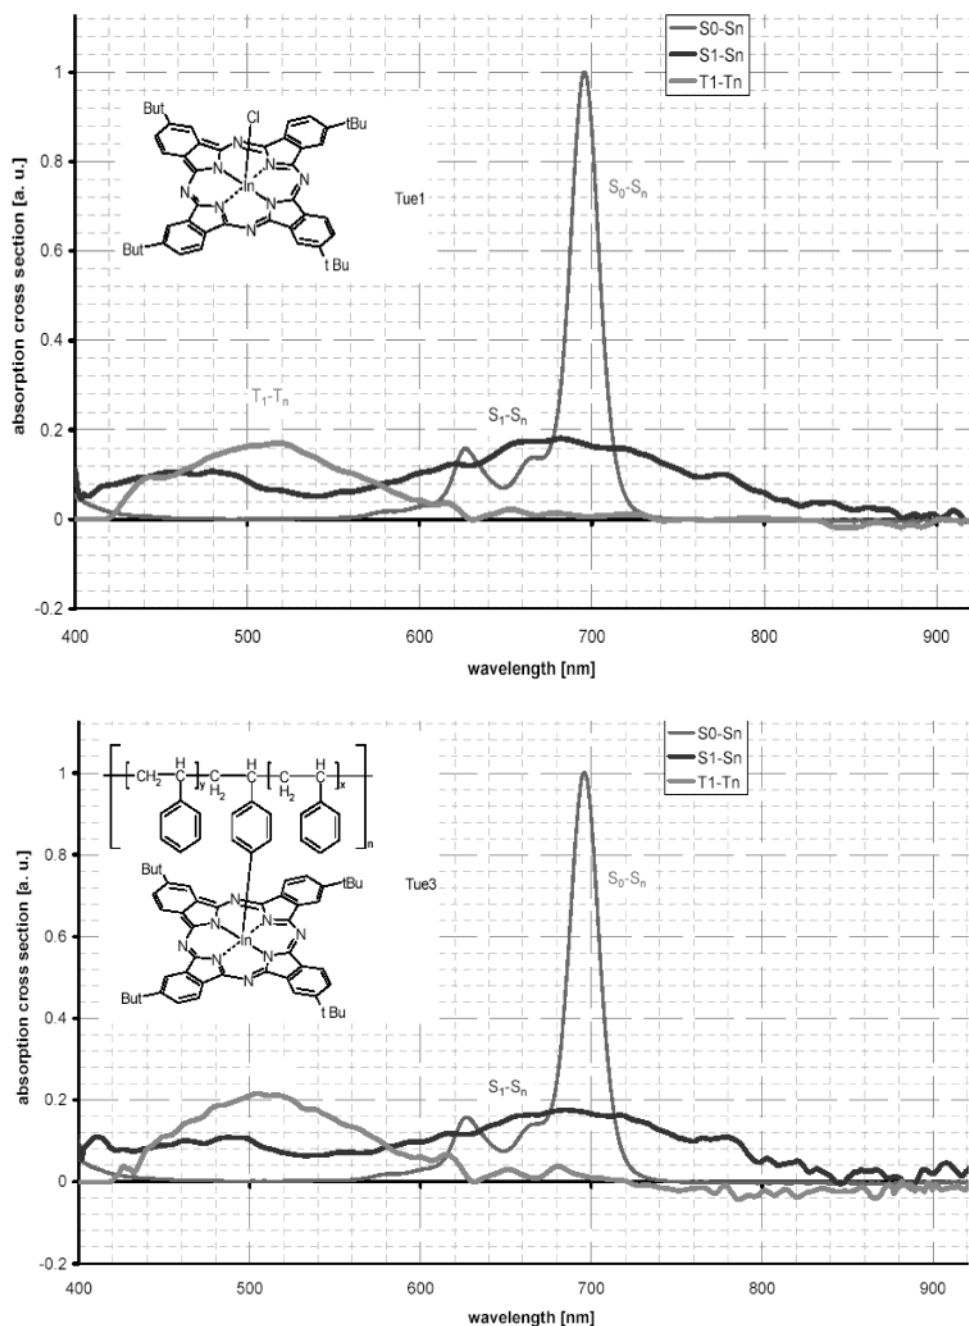 S0-Sn
S1-Sn
T1-Tn
absorption cross section [a. u.]
1
0.8
0.6
0.4
0.2
0
-0.2
But
Cl
tBu
N
N
N
N
In
N
N
N
N
But
t Bu
Tue1
S0-Sn
T1-Tn
S1-Sn
400 500 600 700 800 900
wavelength [nm]
S0-Sn
S1-Sn
T1-Tn
absorption cross section [a. u.]
1
0.8
0.6
0.4
0.2
0
-0.2
H H H
CH2 y C C C x
H2 H2
n
But
tBu
N
N
N
N
In
N
N
N
N
But
t Bu
Tue3
S0-Sn
S1-Sn
400 500 600 700 800 900
wavelength [nm]